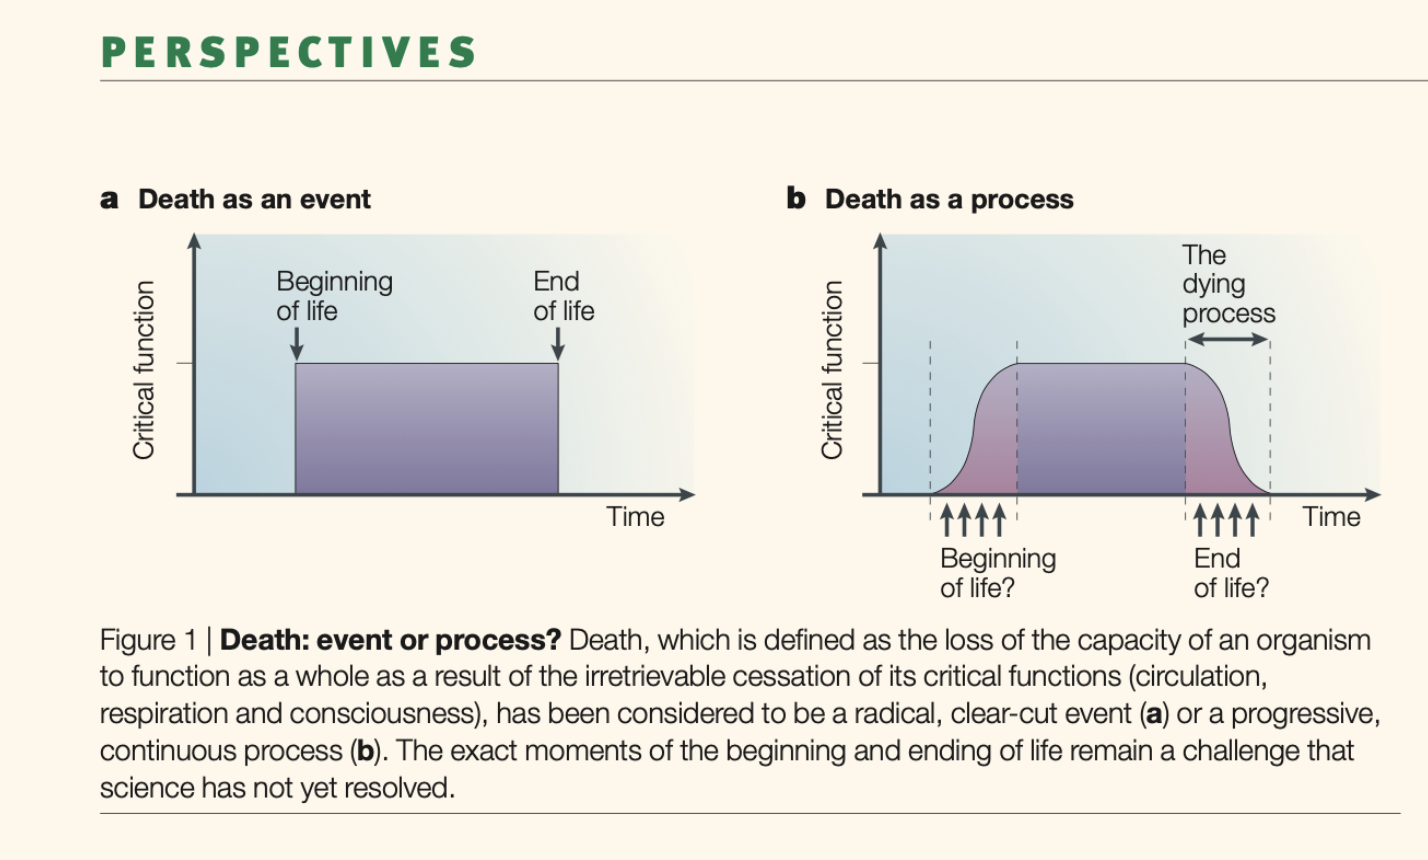 PERSPECTIVES
a Death as an event
Critical function
Beginning
of life
End
of life
Time
b Death as a process
Critical function
The
dying
process
Beginning
of life?
End
of life?
Time
Figure 1 | Death: event or process? Death, which is defined as the loss of the capacity of an organism
to function as a whole as a result of the irretrievable cessation of its critical functions (circulation,
respiration and consciousness), has been considered to be a radical, clear-cut event (a) or a progressive,
continuous process (b). The exact moments of the beginning and ending of life remain a challenge that
science has not yet resolved.